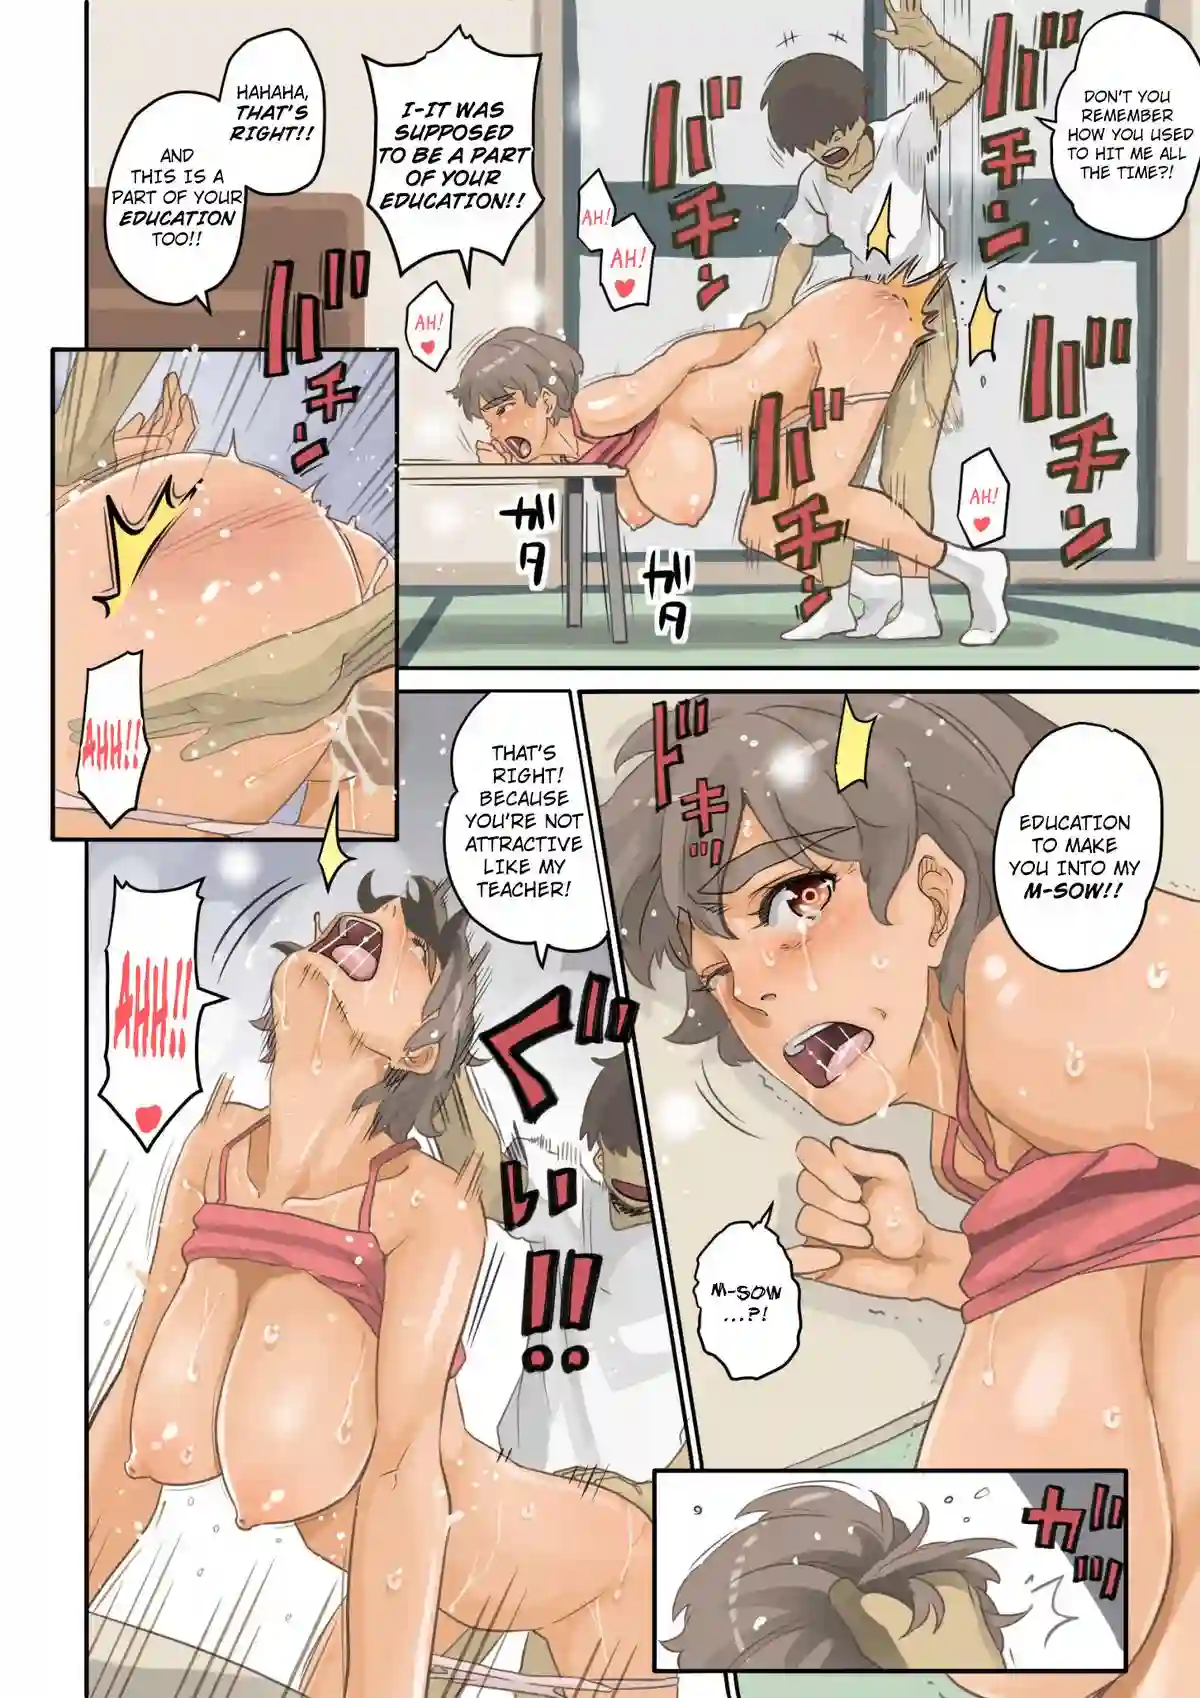 DON'T YOU
REMEMBER
HOW YOU USED
TO HIT ME ALL
THE TIME?!
バチン
バチン
バチン
バチン
AH!
AH!
I-IT WAS
SUPPOSED
TO BE A PART
OF YOUR
EDUCATION!!
AH!
AH!
ガタ
ガタ
HAHAHA,
THAT'S
RIGHT!!
AND
THIS IS A
PART OF YOUR
EDUCATION
TOO!!
バチン
AHH!!
EDUCATION
TO MAKE
YOU INTO MY
M-SOW!!
ドキッ
M-SOW
...?!
ガッ
THAT'S
RIGHT!
BECAUSE
YOU'RE NOT
ATTRACTIVE
LIKE MY
TEACHER!
ぐいっ!!
AHH!!